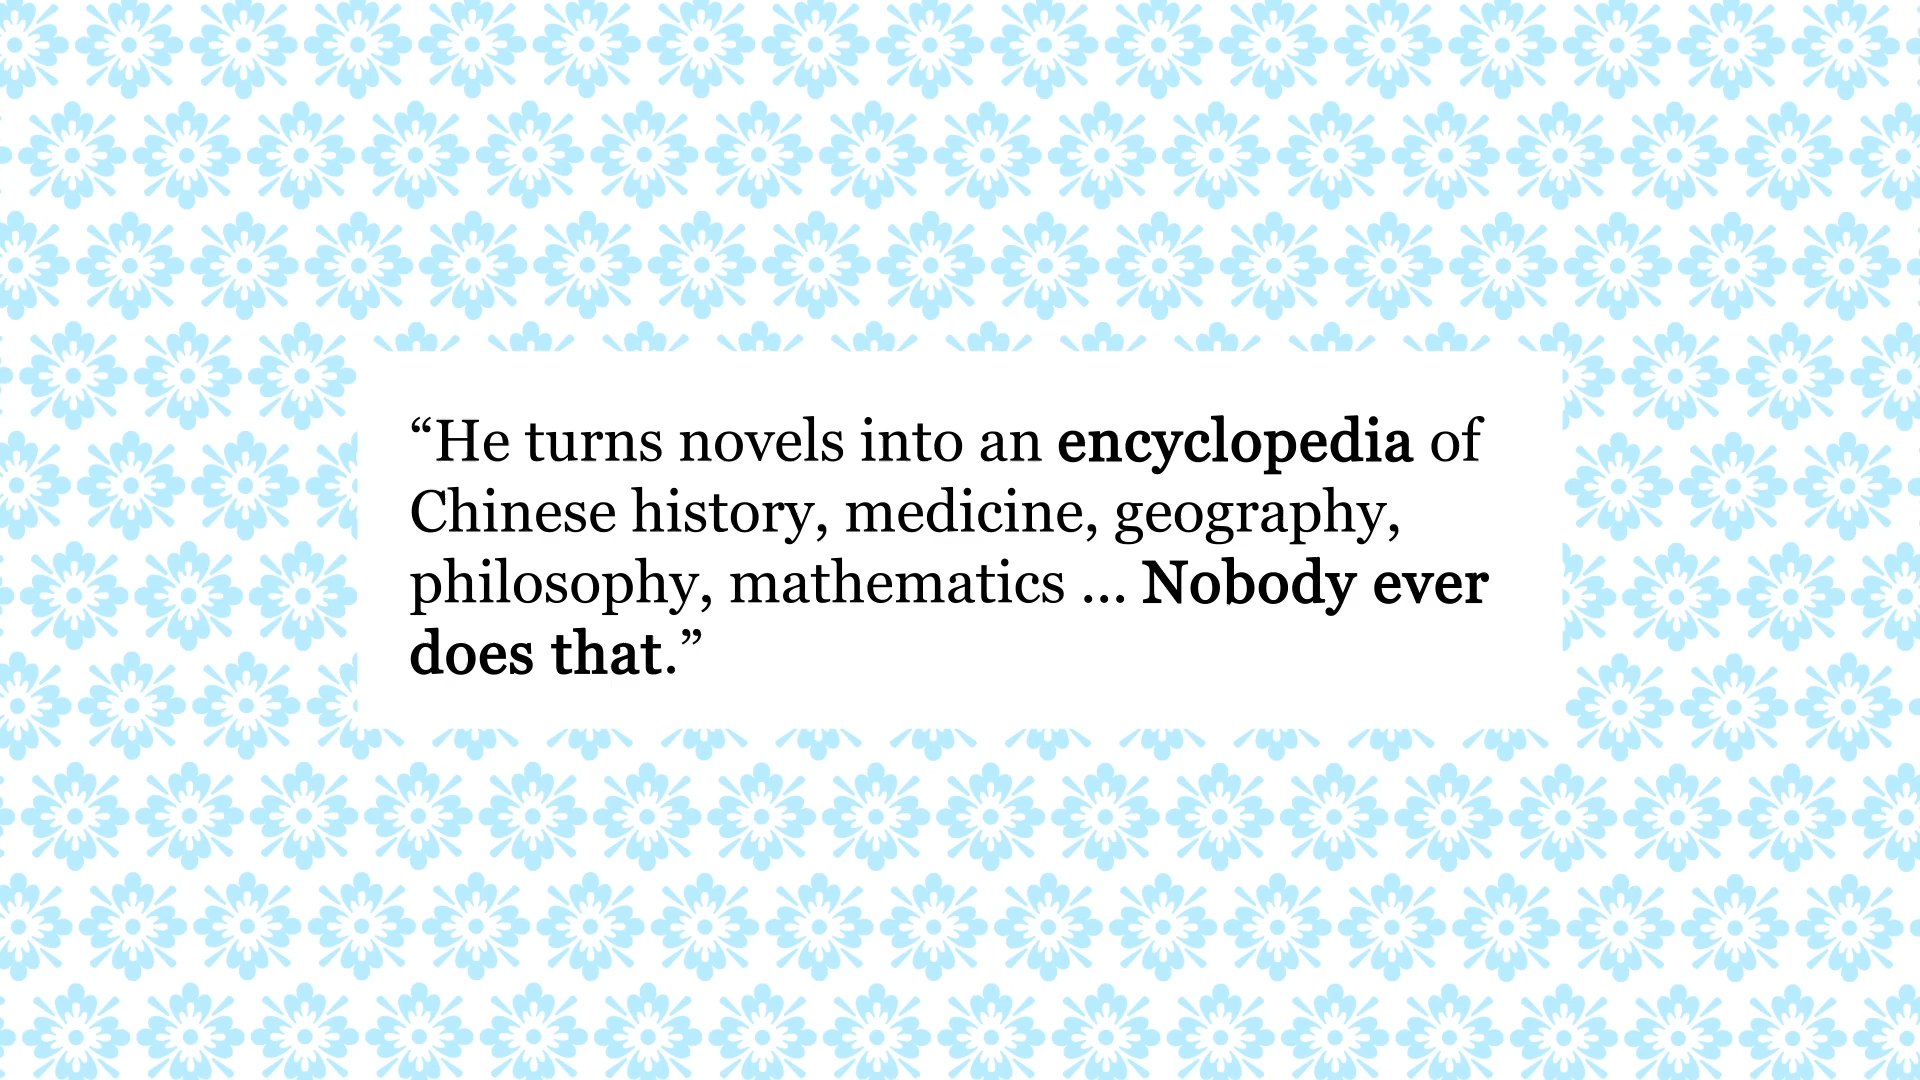 “He turns novels into an encyclopedia of
Chinese history, medicine, geography,
philosophy, mathematics ... Nobody ever
does that.”